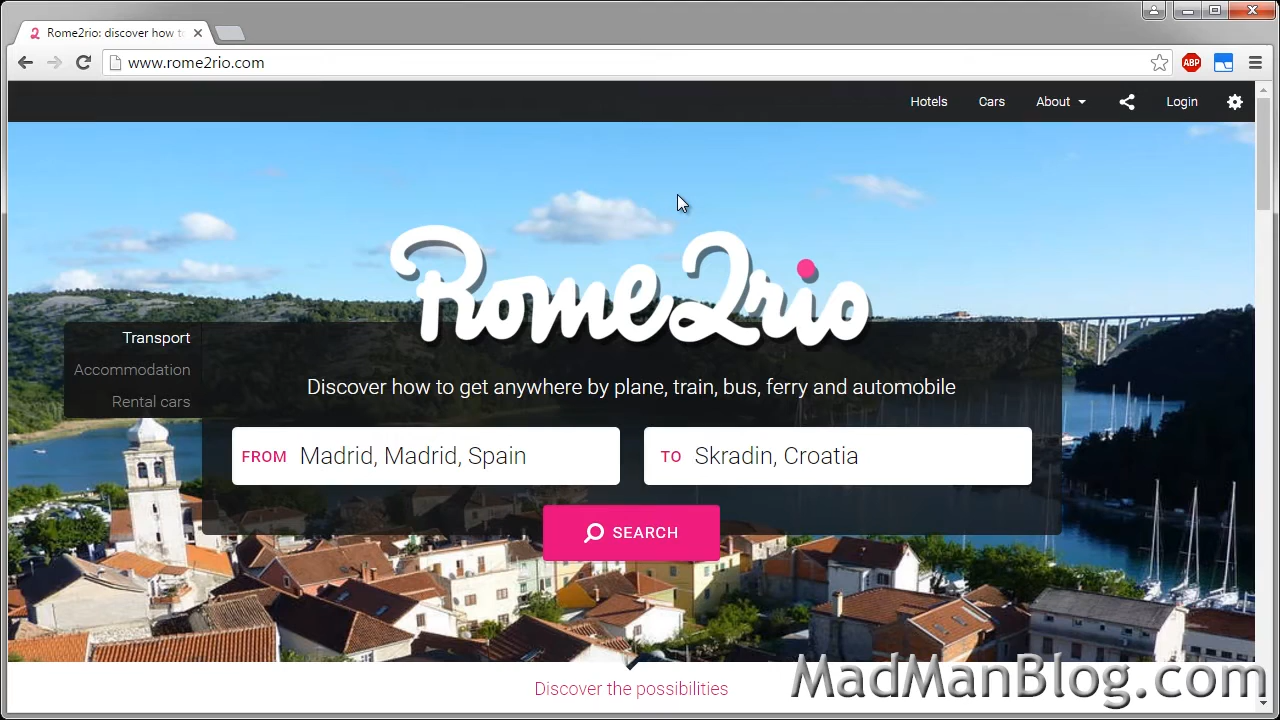 Rome2rio: discover how to
www.rome2rio.com
ABP
Hotels Cars About Login
Rome2rio
Transport
Accommodation
Rental cars
Discover how to get anywhere by plane, train, bus, ferry and automobile
FROM Madrid, Madrid, Spain TO Skradin, Croatia
SEARCH
Discover the possibilities
MadManBlog.com